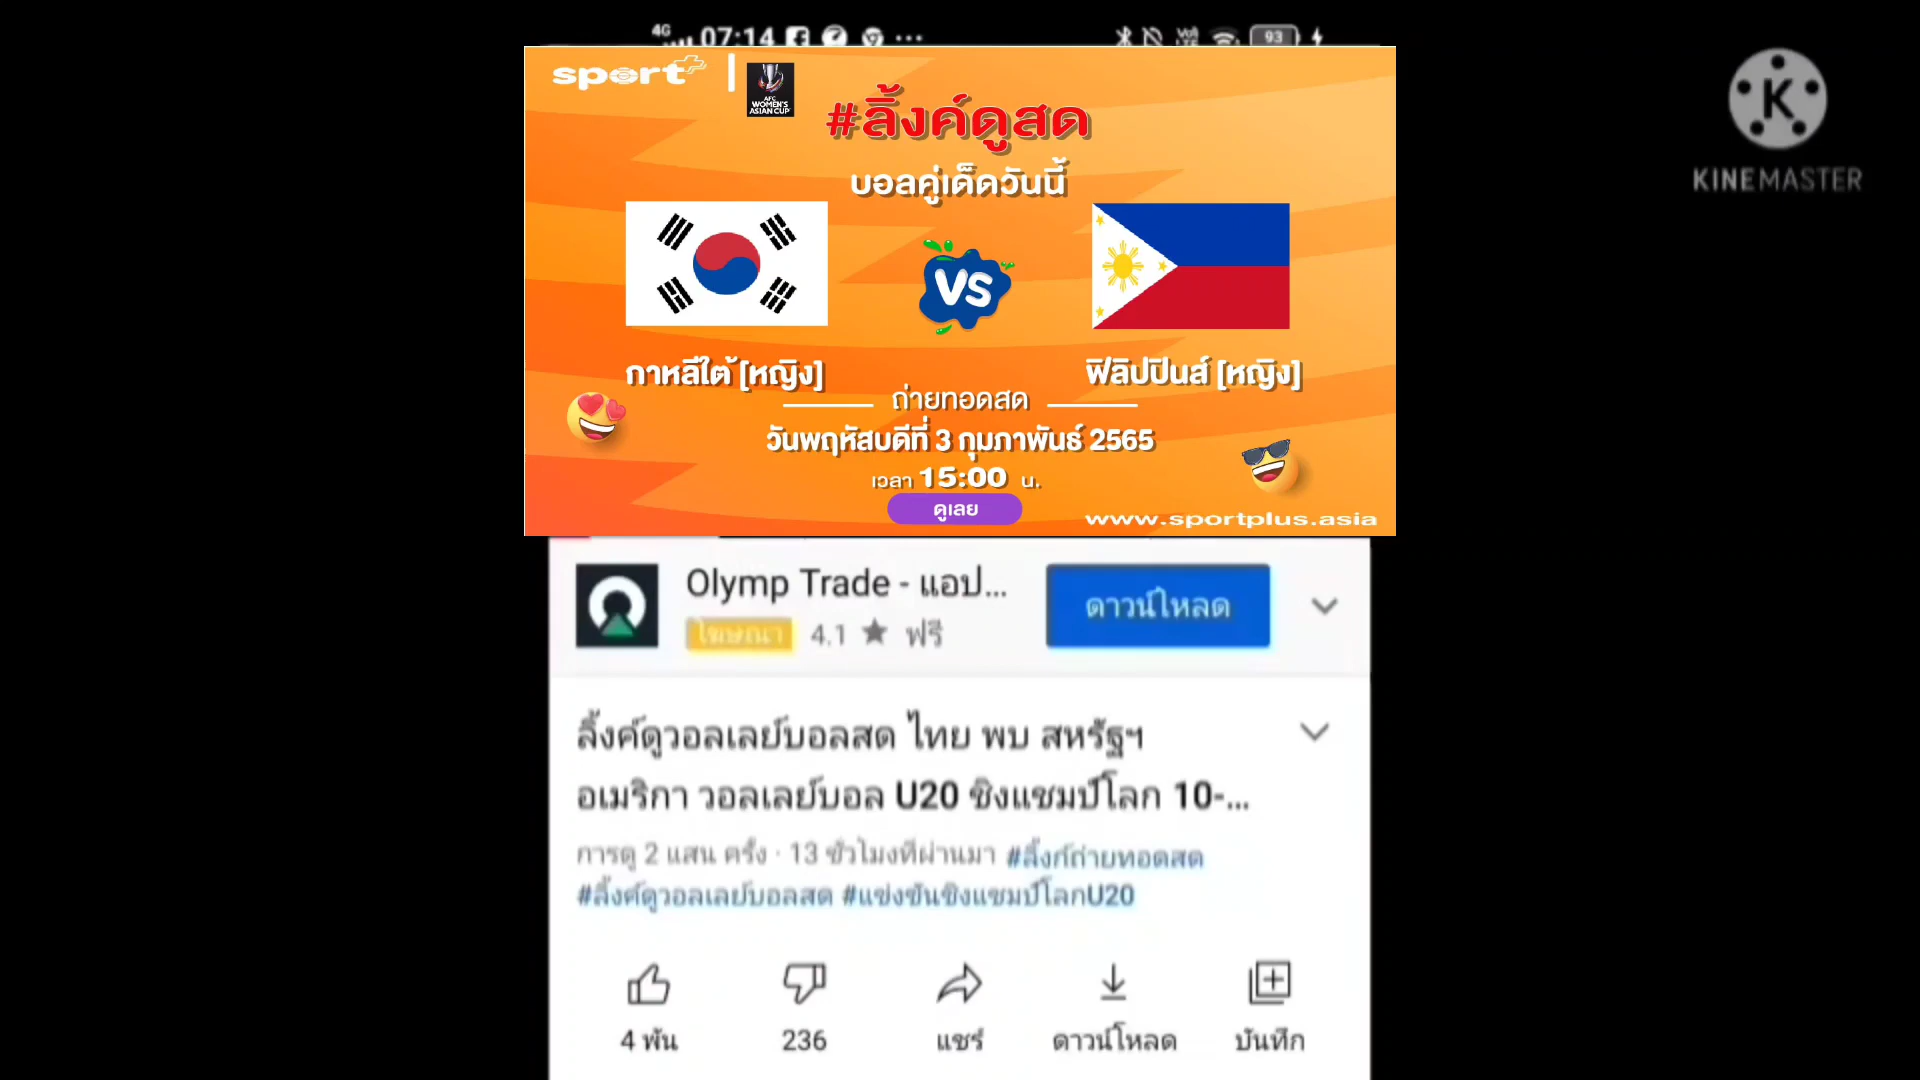 4G 07:14
93
sport
AFC
WOMEN'S
ASIAN CUP
#ลิ้งค์ดูสด
บอลคู่เด็ดวันนี้
VS
กาหลีใต้ [หญิง]
ฟิลิปปินส์ [หญิง]
ถ่ายทอดสด
วันพฤหัสบดีที่ 3 กุมภาพันธ์ 2565
เวลา 15:00 น.
ดูเลย
www.sportplus.asia
K
KINEMASTER
Olymp Trade - แอป...
ดาวน์โหลด
โฆษณา 4.1 ★ ฟรี
ลิ้งค์ดูวอลเลย์บอลสด ไทย พบ สหรัฐฯ
อเมริกา วอลเลย์บอล U20 ชิงแชมป์โลก 10-...
การดู 2 แสน ครั้ง · 13 ชั่วโมงที่ผ่านมา #ลิ้งก์ถ่ายทอดสด
#ลิ้งค์ดูวอลเลย์บอลสด #แข่งขันชิงแชมป์โลกU20
4 พัน
236
แชร์
ดาวน์โหลด
บันทึก